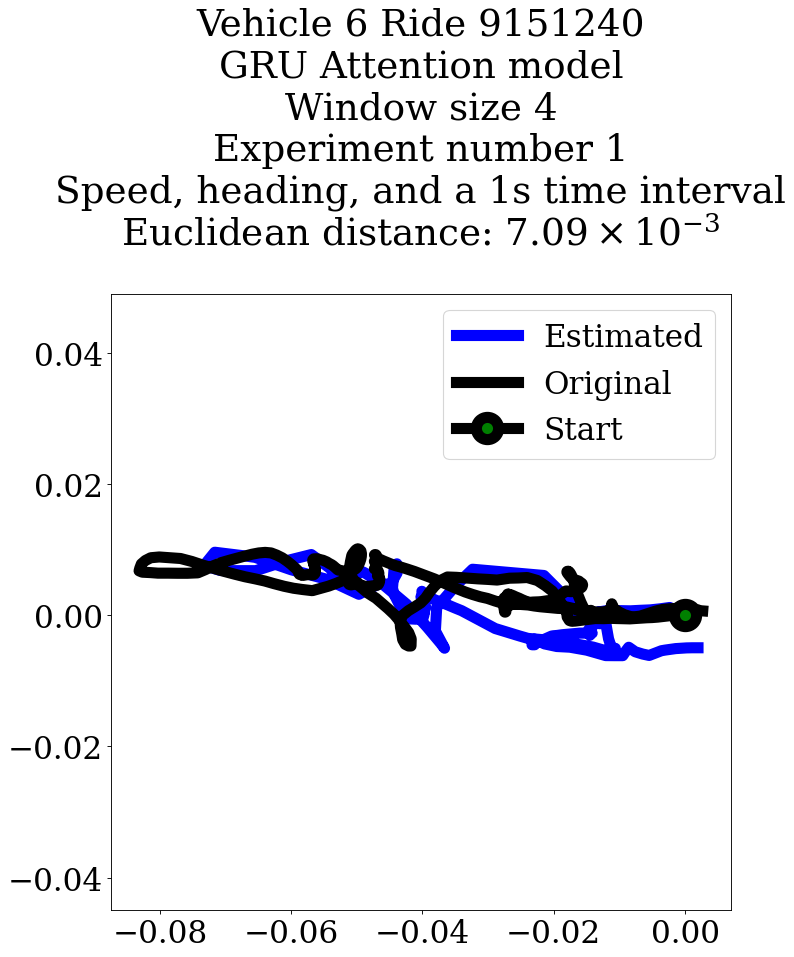 Vehicle 6 Ride 9151240
GRU Attention model
Window size 4
Experiment number 1
Speed, heading, and a 1s time interval
Euclidean distance: 7.09 × 10⁻³
Estimated
Original
Start
0.04
0.02
0.00
−0.02
−0.04
−0.08 −0.06 −0.04 −0.02 0.00